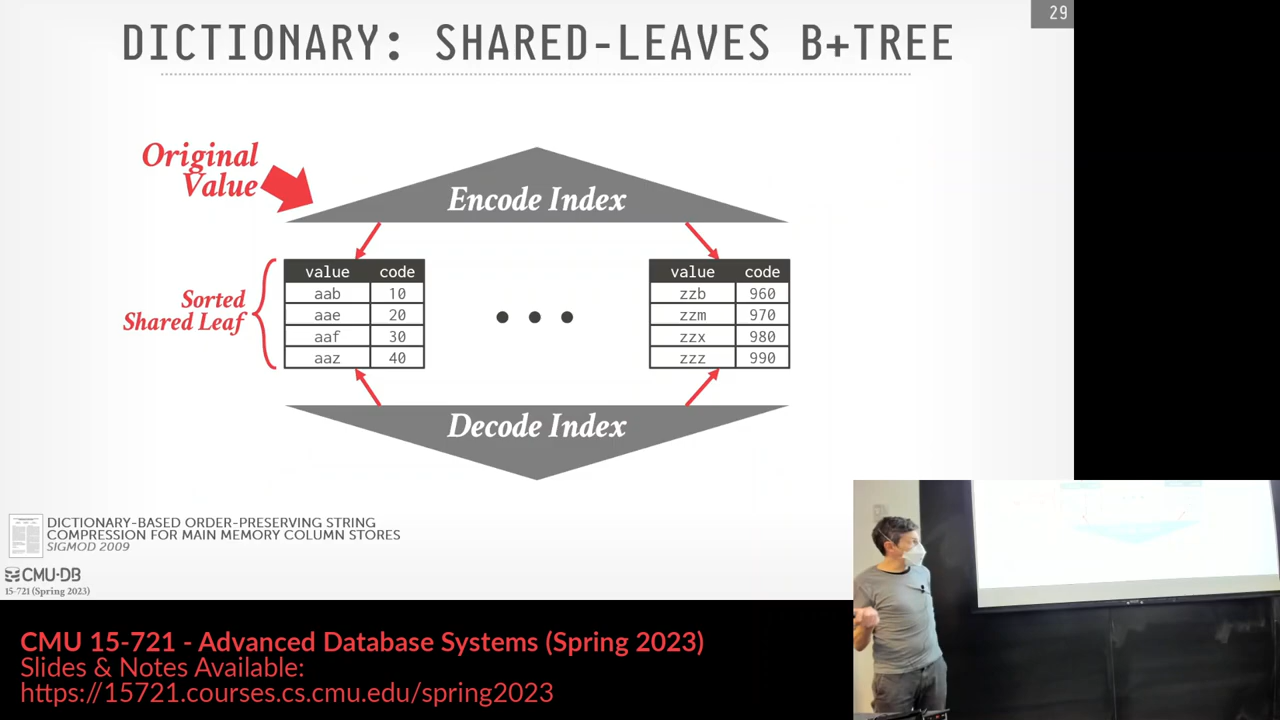 29
DICTIONARY: SHARED-LEAVES B+TREE
Original
Value
Encode Index
value code
aab 10
aae 20
aaf 30
aaz 40
Sorted
Shared Leaf
value code
zzb 960
zzm 970
zzx 980
zzz 990
Decode Index
DICTIONARY-BASED ORDER-PRESERVING STRING
COMPRESSION FOR MAIN MEMORY COLUMN STORES
SIGMOD 2009
CMU·DB
15-721 (Spring 2023)
CMU 15-721 - Advanced Database Systems (Spring 2023)
Slides & Notes Available:
https://15721.courses.cs.cmu.edu/spring2023